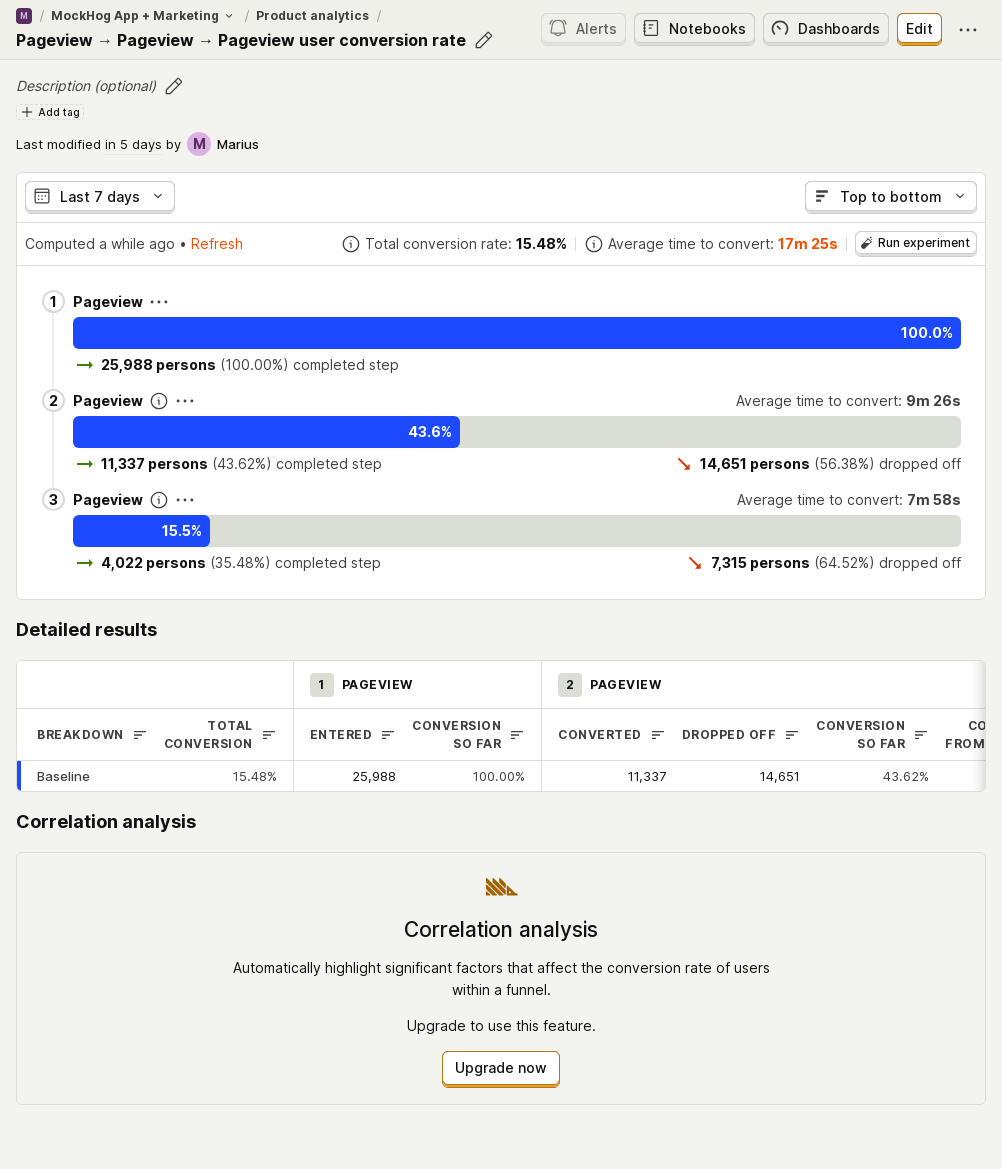 M / MockHog App + Marketing / Product analytics /
Pageview → Pageview → Pageview user conversion rate
Alerts
Notebooks
Dashboards
Edit
Description (optional)
Add tag
Last modified in 5 days by M Marius
Last 7 days
Top to bottom
Computed a while ago • Refresh
Total conversion rate: 15.48%
Average time to convert: 17m 25s
Run experiment
1 Pageview
100.0%
25,988 persons (100.00%) completed step
2 Pageview
Average time to convert: 9m 26s
43.6%
11,337 persons (43.62%) completed step
14,651 persons (56.38%) dropped off
3 Pageview
Average time to convert: 7m 58s
15.5%
4,022 persons (35.48%) completed step
7,315 persons (64.52%) dropped off
Detailed results
1 PAGEVIEW
2 PAGEVIEW
BREAKDOWN
TOTAL
CONVERSION
ENTERED
CONVERSION
SO FAR
CONVERTED
DROPPED OFF
CONVERSION
SO FAR
FROM
Baseline 15.48% 25,988 100.00% 11,337 14,651 43.62%
Correlation analysis
Correlation analysis
Automatically highlight significant factors that affect the conversion rate of users
within a funnel.
Upgrade to use this feature.
Upgrade now